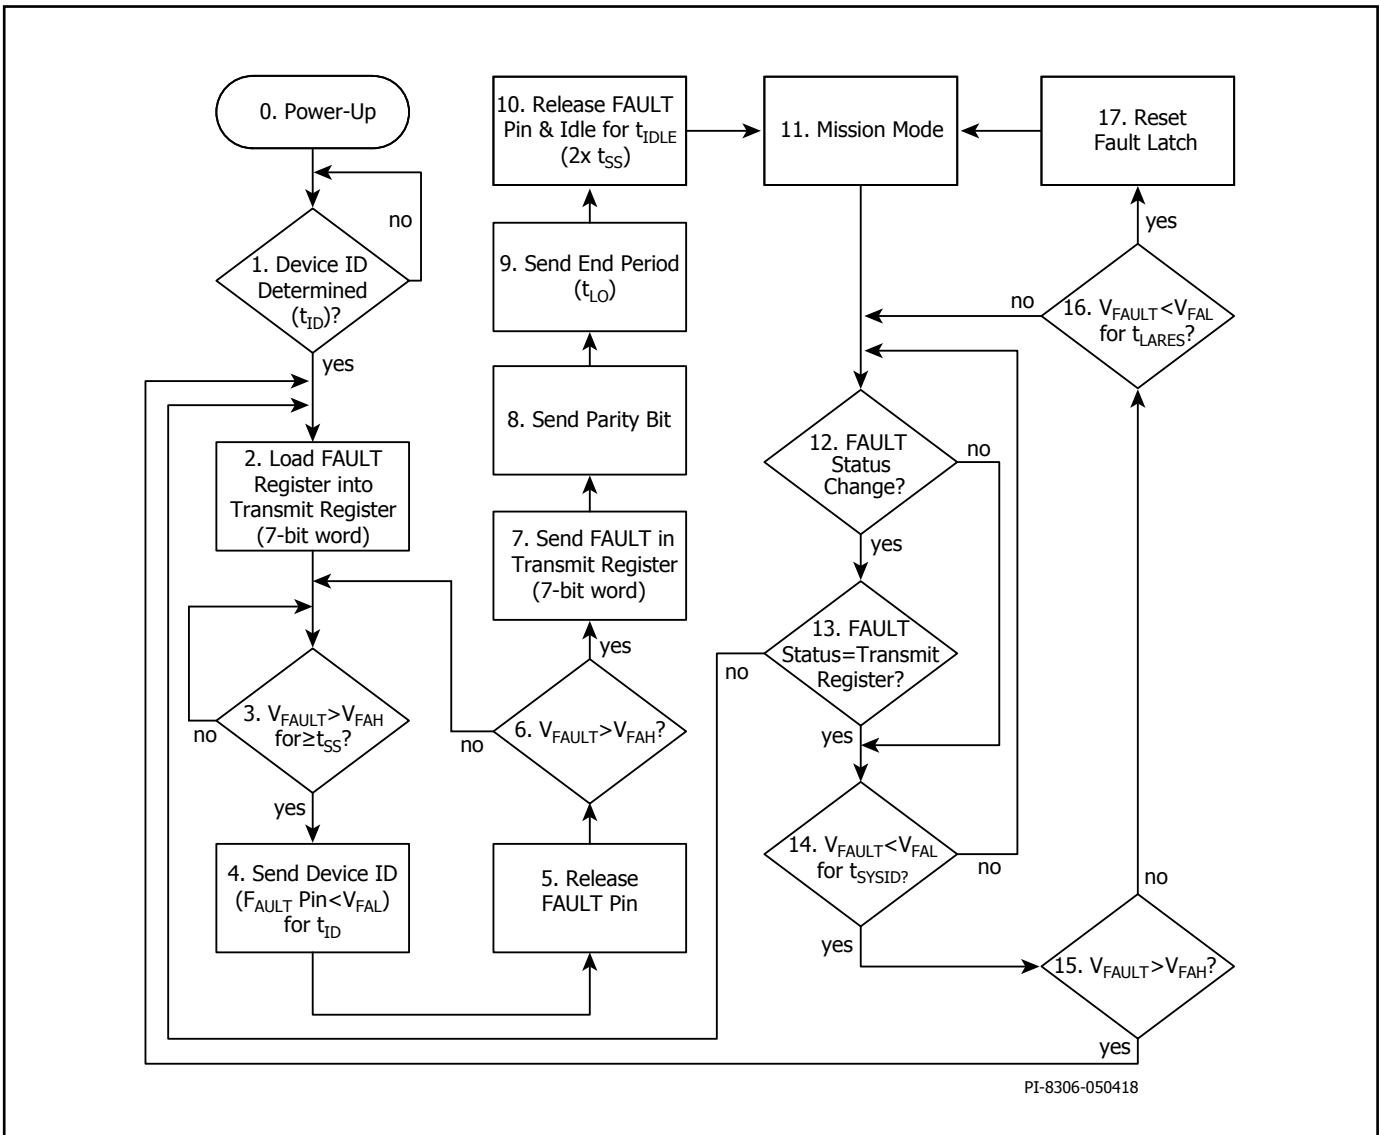 0. Power-Up
no
1. Device ID
Determined
(tID)?
yes
2. Load FAULT
Register into
Transmit Register
(7-bit word)
3. VFAULT>VFAH
for≥tSS?
no
yes
4. Send Device ID
(FAULT Pin<VFAL)
for tID
10. Release FAULT
Pin & Idle for tIDLE
(2x tSS)
9. Send End Period
(tLO)
8. Send Parity Bit
7. Send FAULT in
Transmit Register
(7-bit word)
yes
6. VFAULT>VFAH?
no
5. Release
FAULT Pin
11. Mission Mode
12. FAULT
Status
Change?
no
yes
13. FAULT
Status=Transmit
Register?
no
yes
14. VFAULT<VFAL
for tSYSID?
no
yes
17. Reset
Fault Latch
yes
16. VFAULT<VFAL
for tLARES?
no
no
15. VFAULT>VFAH?
yes
PI-8306-050418